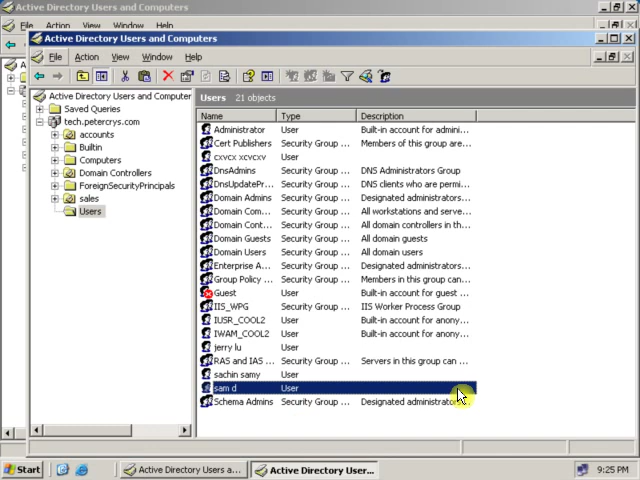 Active Directory Users and Computers
File Action View Window Help
Active Directory Users and Computers
File Action View Window Help
Active Directory Users and Computer
Saved Queries
tech.petercrys.com
accounts
Builtin
Computers
Domain Controllers
ForeignSecurityPrincipals
sales
Users
Users 21 objects
Name Type Description
Administrator User Built-in account for admini...
Cert Publishers Security Group ... Members of this group are...
cxvcx xcvcxv User
DnsAdmins Security Group ... DNS Administrators Group
DnsUpdatePr... Security Group ... DNS clients who are permi...
Domain Admins Security Group ... Designated administrators...
Domain Com... Security Group ... All workstations and serve...
Domain Cont... Security Group ... All domain controllers in th...
Domain Guests Security Group ... All domain guests
Domain Users Security Group ... All domain users
Enterprise A... Security Group ... Designated administrators...
Group Policy ... Security Group ... Members in this group can...
Guest User Built-in account for guest ...
IIS_WPG Security Group ... IIS Worker Process Group
IUSR_COOL2 User Built-in account for anony...
IWAM_COOL2 User Built-in account for anony...
jerry lu User
RAS and IAS ... Security Group ... Servers in this group can ...
sachin samy User
sam d User
Schema Admins Security Group ... Designated administrators...
Start Active Directory Users a... Active Directory User... 9:25 PM